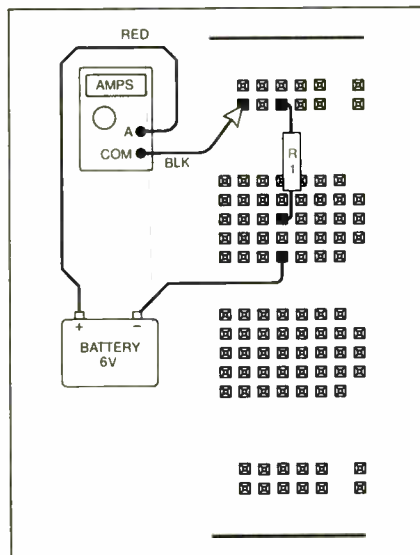 RED
AMPS
A
COM
BLK
R
1
+ −
BATTERY
6V